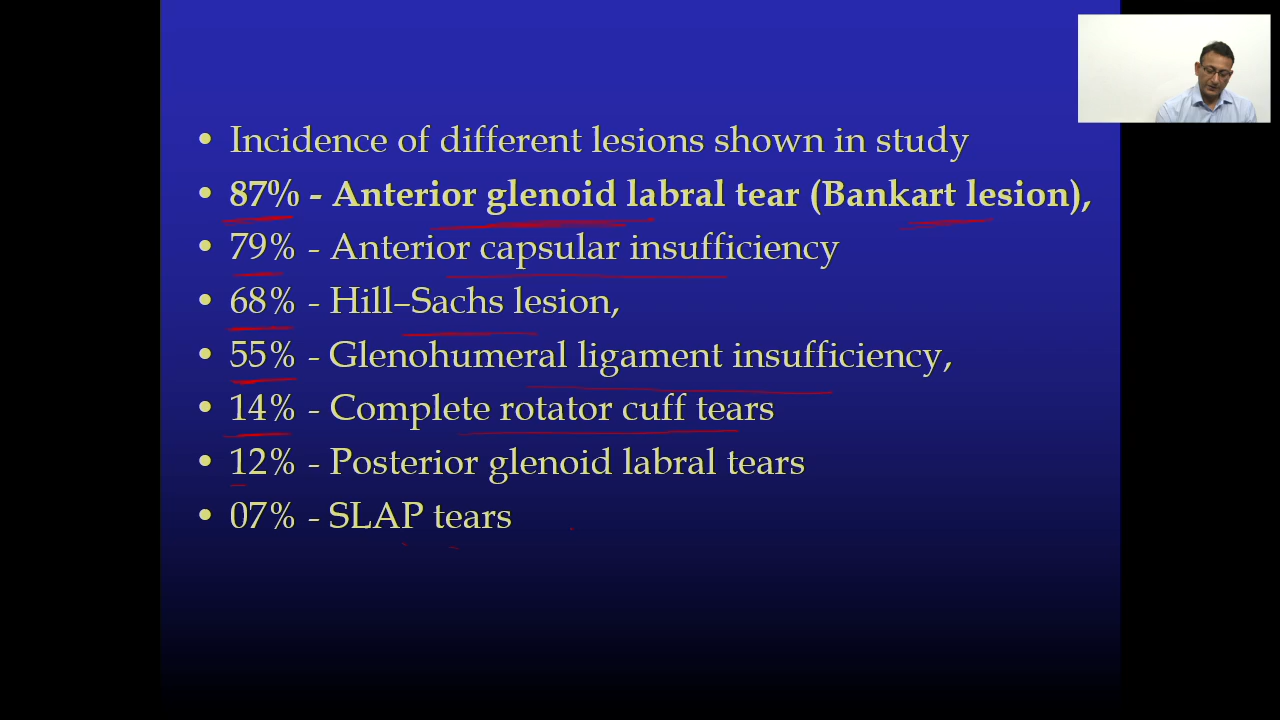 • Incidence of different lesions shown in study
• 87% - Anterior glenoid labral tear (Bankart lesion),
• 79% - Anterior capsular insufficiency
• 68% - Hill–Sachs lesion,
• 55% - Glenohumeral ligament insufficiency,
• 14% - Complete rotator cuff tears
• 12% - Posterior glenoid labral tears
• 07% - SLAP tears